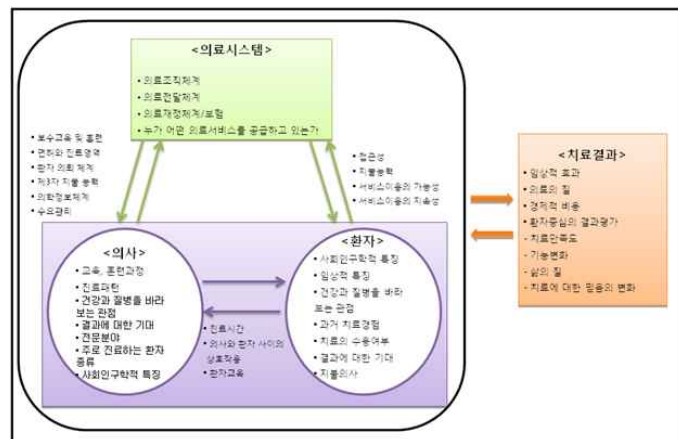 <의료시스템>
• 의료조직체계
• 의료전달체계
• 의료재정체계/보험
• 누가 어떤 의료서비스를 공급하고 있는가
• 보수교육 및 훈련
• 면허와 진료영역
• 환자 의뢰 체계
• 제3자 지불 능력
• 의학정보체계
• 수요관리
• 접근성
• 지불능력
• 서비스이용의 가능성
• 서비스이용의 지속성
<의사>
• 교육, 훈련과정
• 진료패턴
• 건강과 질병을 바라
보는 관점
• 결과에 대한 기대
• 전문분야
• 주로 진료하는 환자
종류
• 사회인구학적 특징
• 진료시간
• 의사와 환자 사이의
상호작용
• 환자교육
<환자>
• 사회인구학적 특징
• 임상적 특징
• 건강과 질병을 바라
보는 관점
• 과거 치료경험
• 치료의 수용여부
• 결과에 대한 기대
• 지불의사
<치료결과>
• 임상적 효과
• 의료의 질
• 경제적 비용
• 환자중심의 결과평가
- 치료만족도
- 기능변화
- 삶의 질
- 치료에 대한 믿음의 변화